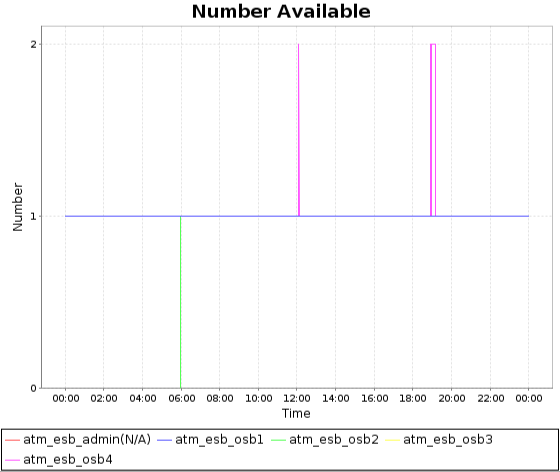 Number Available
2
1
0
Number
00:00 02:00 04:00 06:00 08:00 10:00 12:00 14:00 16:00 18:00 20:00 22:00 00:00
Time
atm_esb_admin(N/A) atm_esb_osb1 atm_esb_osb2 atm_esb_osb3
atm_esb_osb4